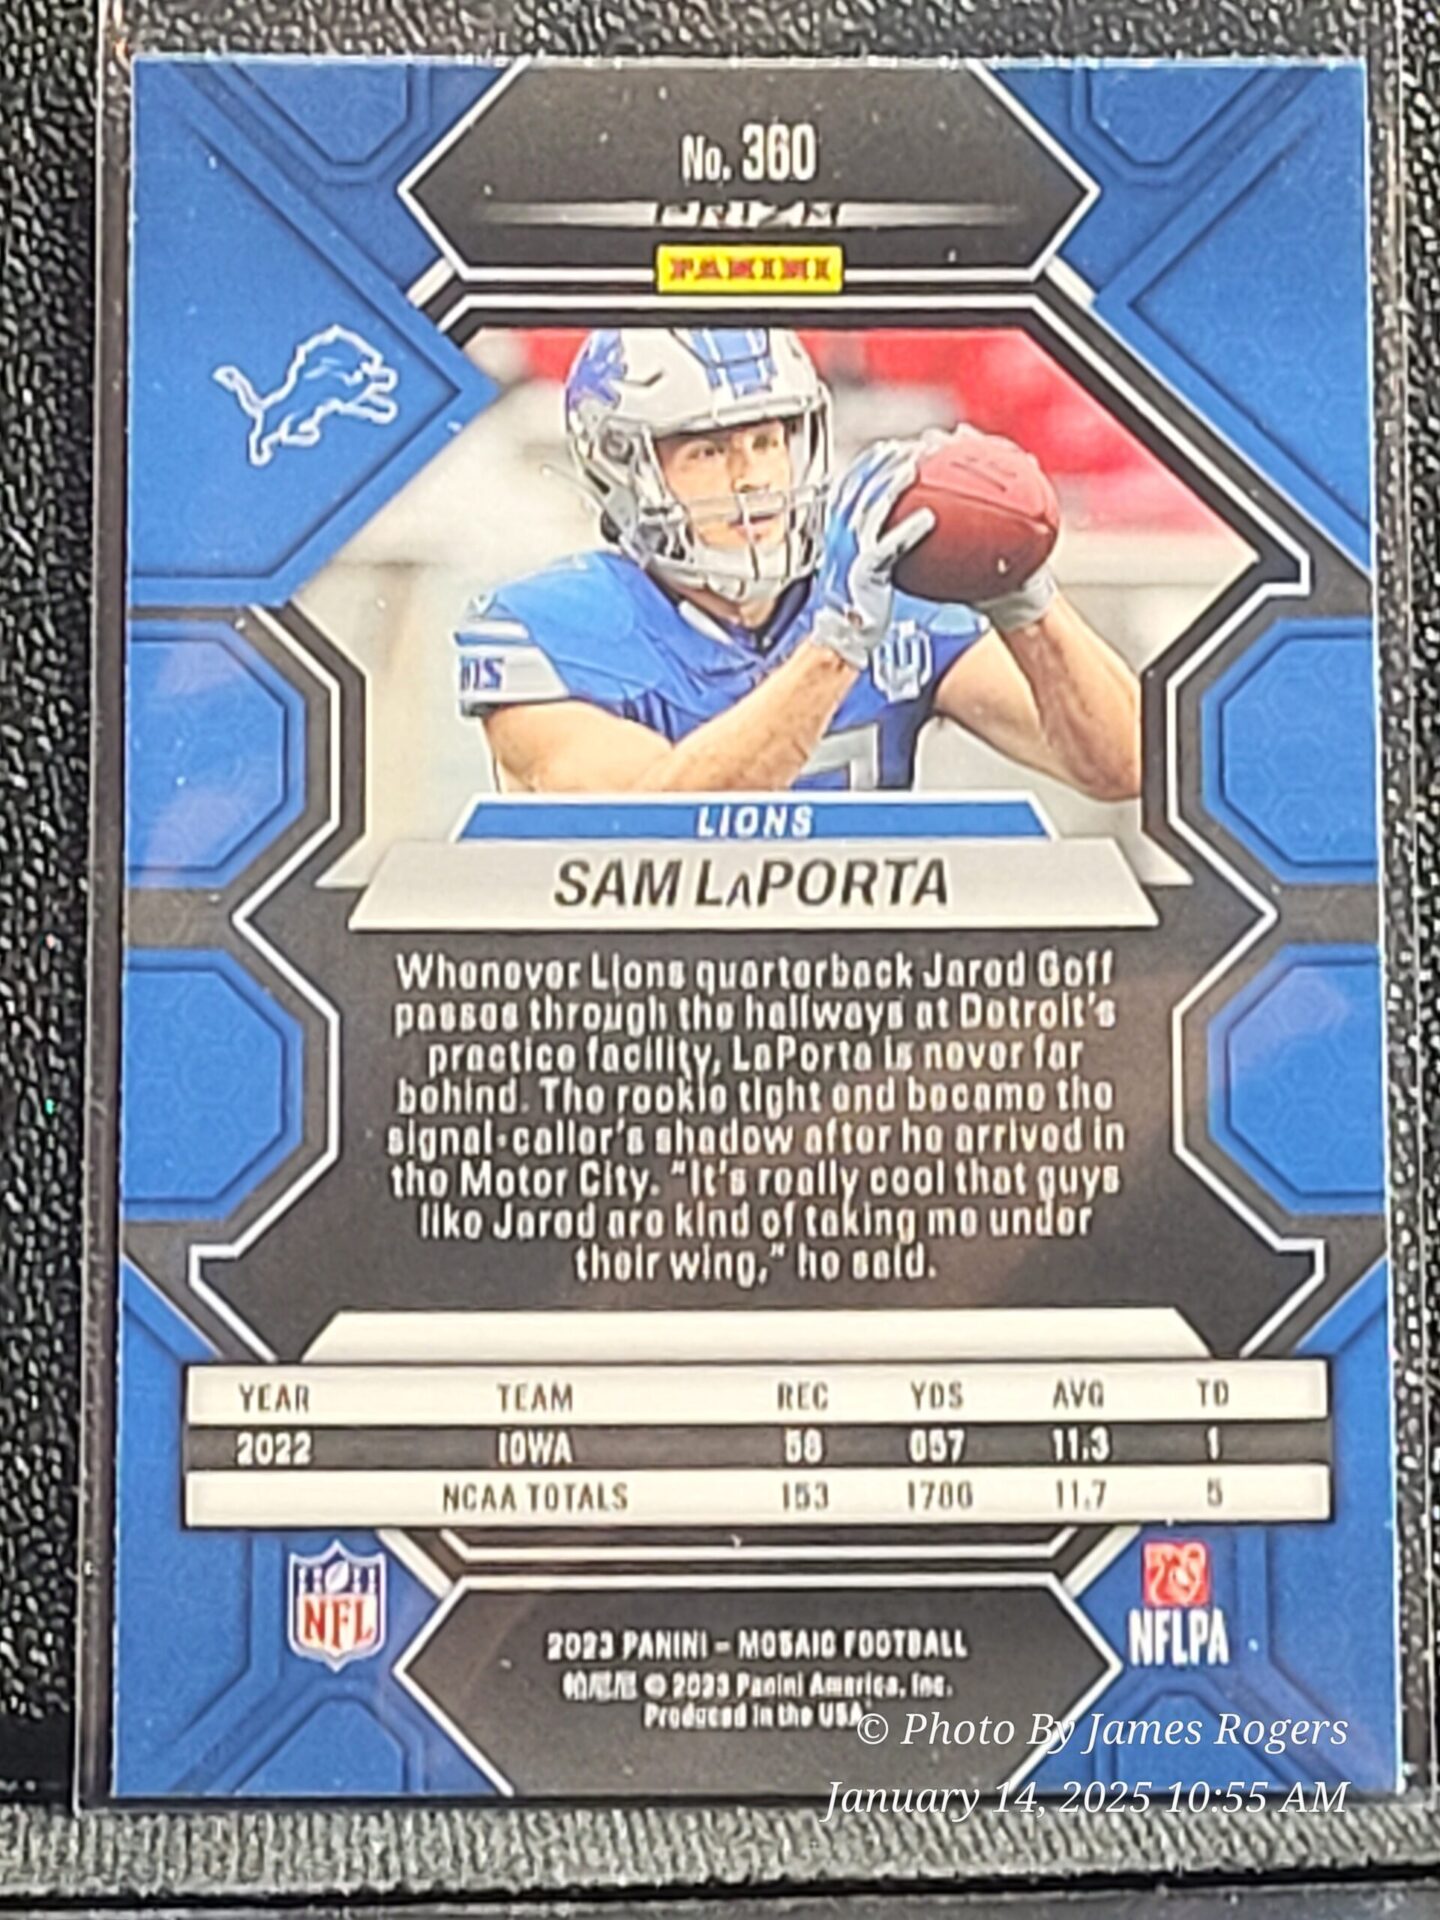 No. 360
PRIZM
PANINI
NS
LIONS
SAM LAPORTA
Whenever Lions quarterback Jared Goff
passes through the hallways at Detroit's
practice facility, LaPorta is never far
behind. The rookie tight end became the
signal-caller's shadow after he arrived in
the Motor City. "It's really cool that guys
like Jared are kind of taking me under
their wing," he said.
YEAR TEAM REC YDS AVG TD
2022 IOWA 58 657 11.3 1
NCAA TOTALS 153 1786 11.7 5
NFL
NFLPA
2023 PANINI – MOSAIC FOOTBALL
帕尼尼 © 2023 Panini America, Inc.
Produced in the USA
© Photo By James Rogers
January 14, 2025 10:55 AM